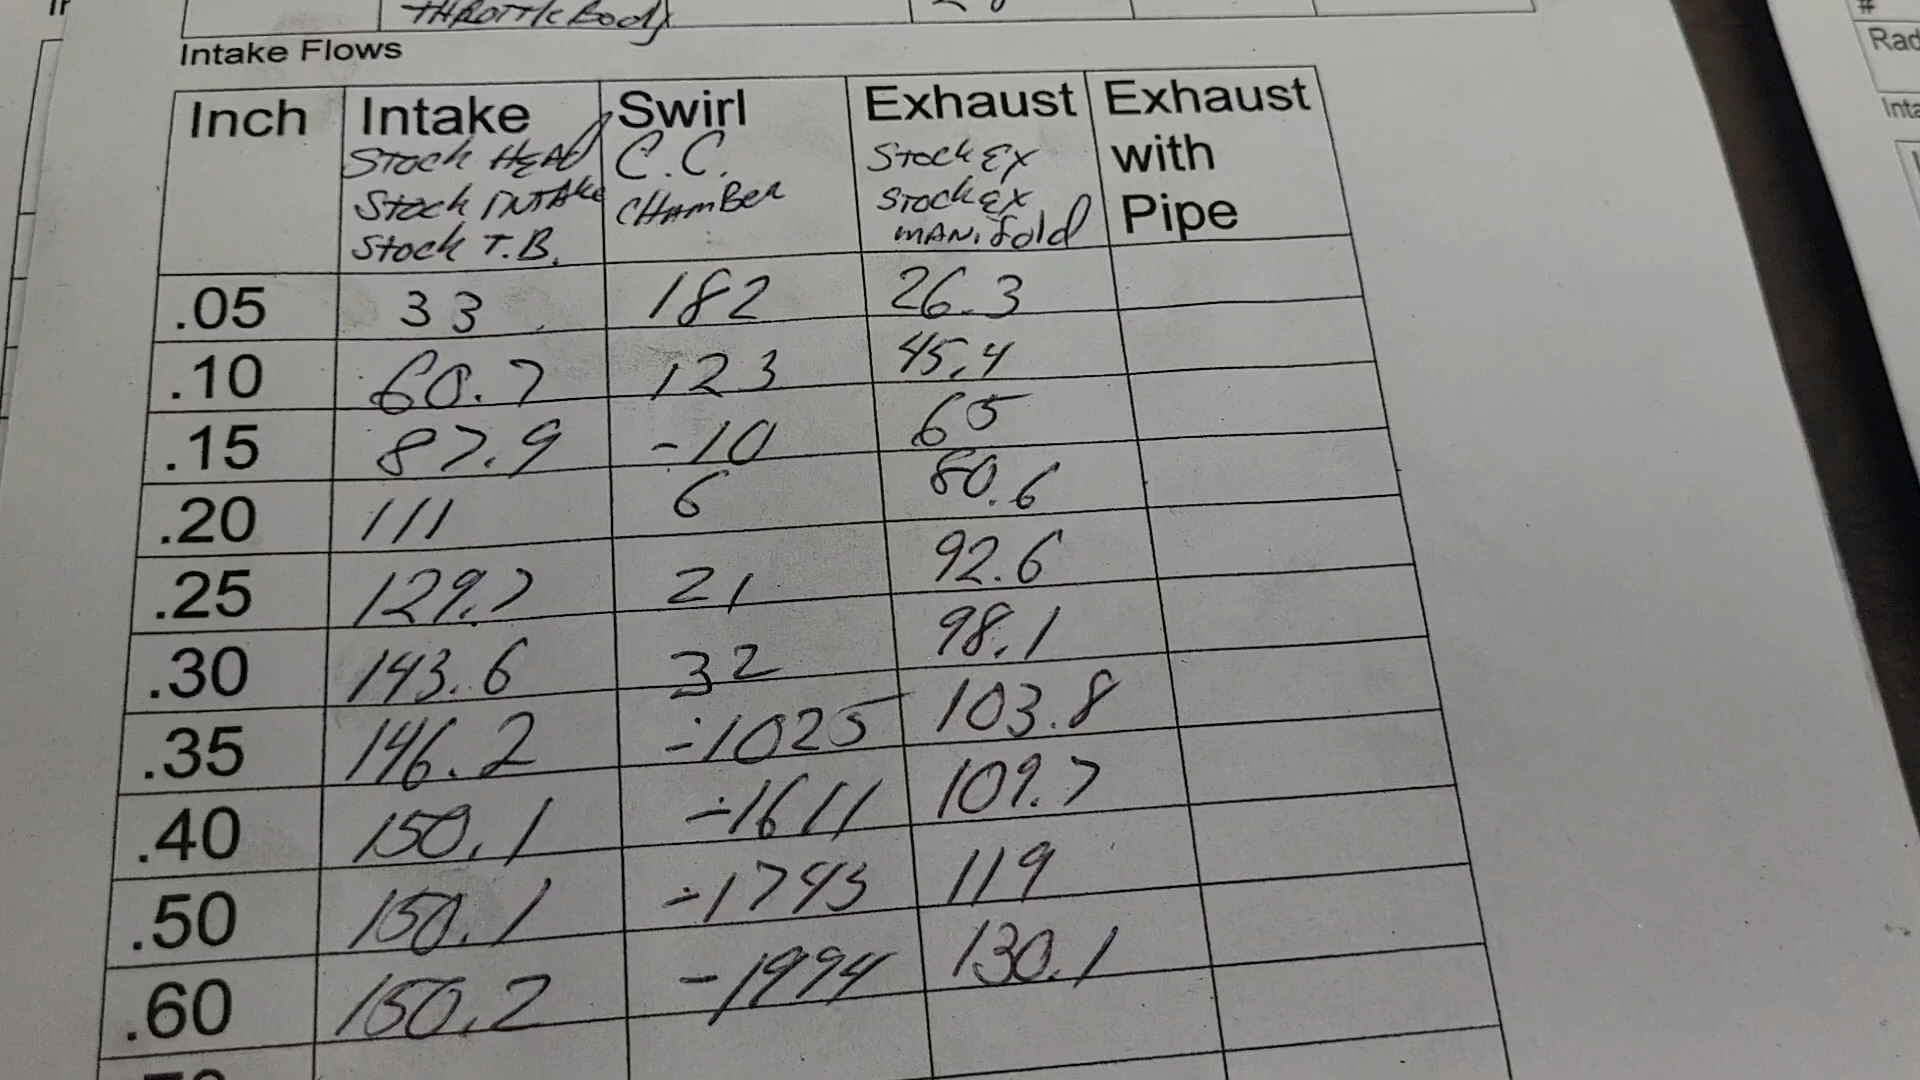 THROTTLE Body
Intake Flows
Inch Intake Swirl Exhaust Exhaust with Pipe
Stock HEAD C.C. Stock EX
Stock INTAKE CHAMBER Stock EX
Stock T.B. MANifold
.05 33 182 26.3
.10 60.7 123 45.4
.15 87.9 -10 65
.20 111 6 80.6
.25 129.7 21 92.6
.30 143.6 32 98.1
.35 146.2 -1025 103.8
.40 150.1 -1611 109.7
.50 150.1 -1743 119
.60 150.2 -1994 130.1
#
Rad
Inta